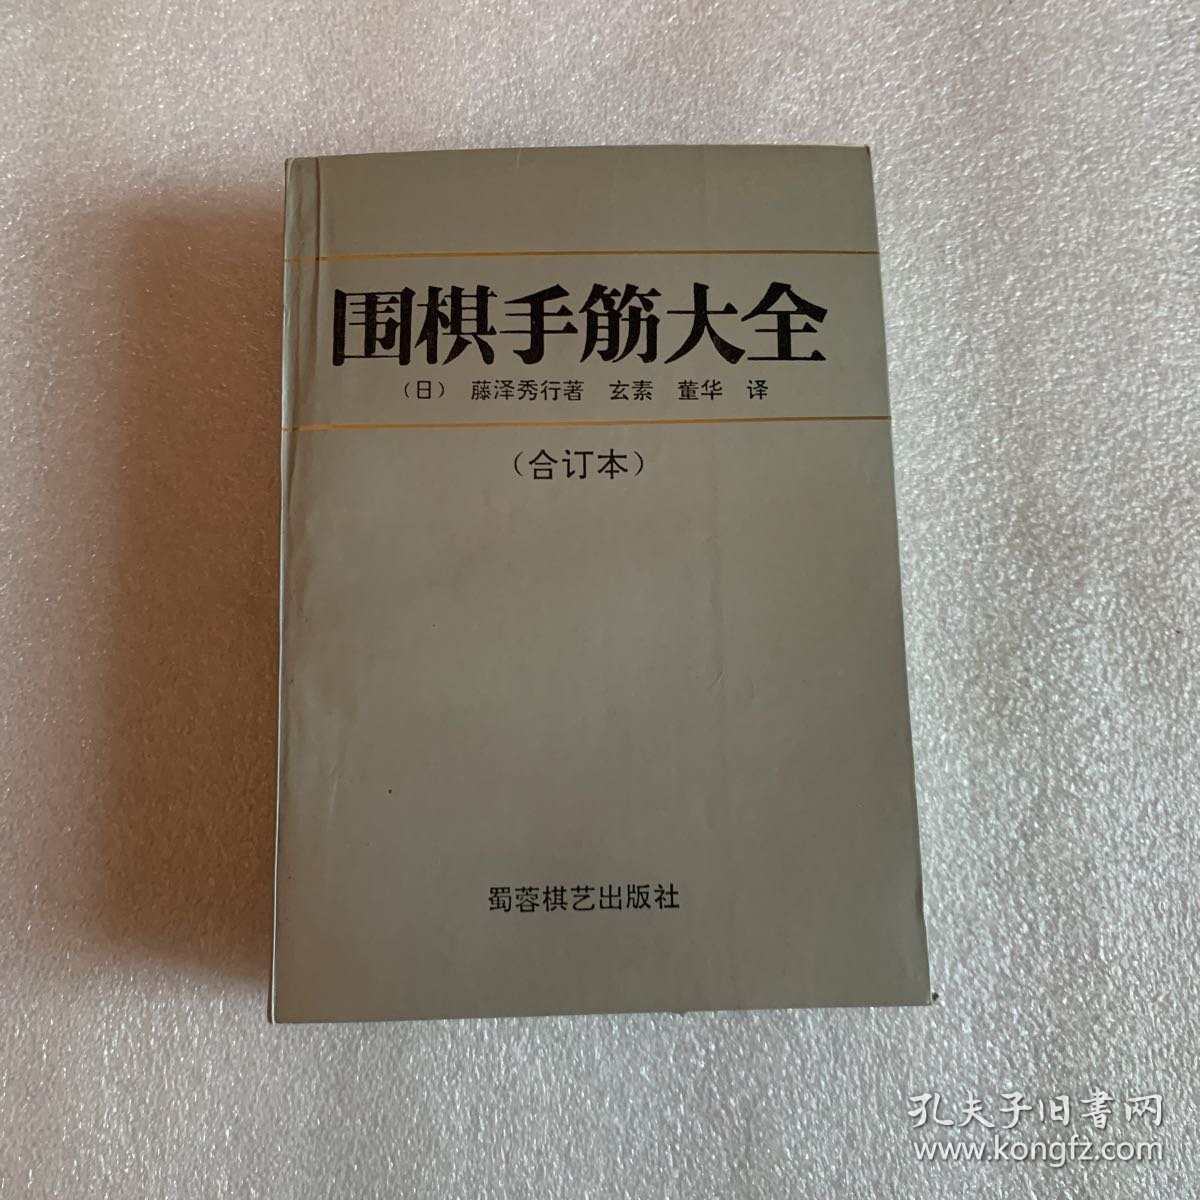 围棋手筋大全
（日） 藤泽秀行著 玄素 董华 译
（合订本）
蜀蓉棋艺出版社
孔夫子旧书网
www.kongfz.com